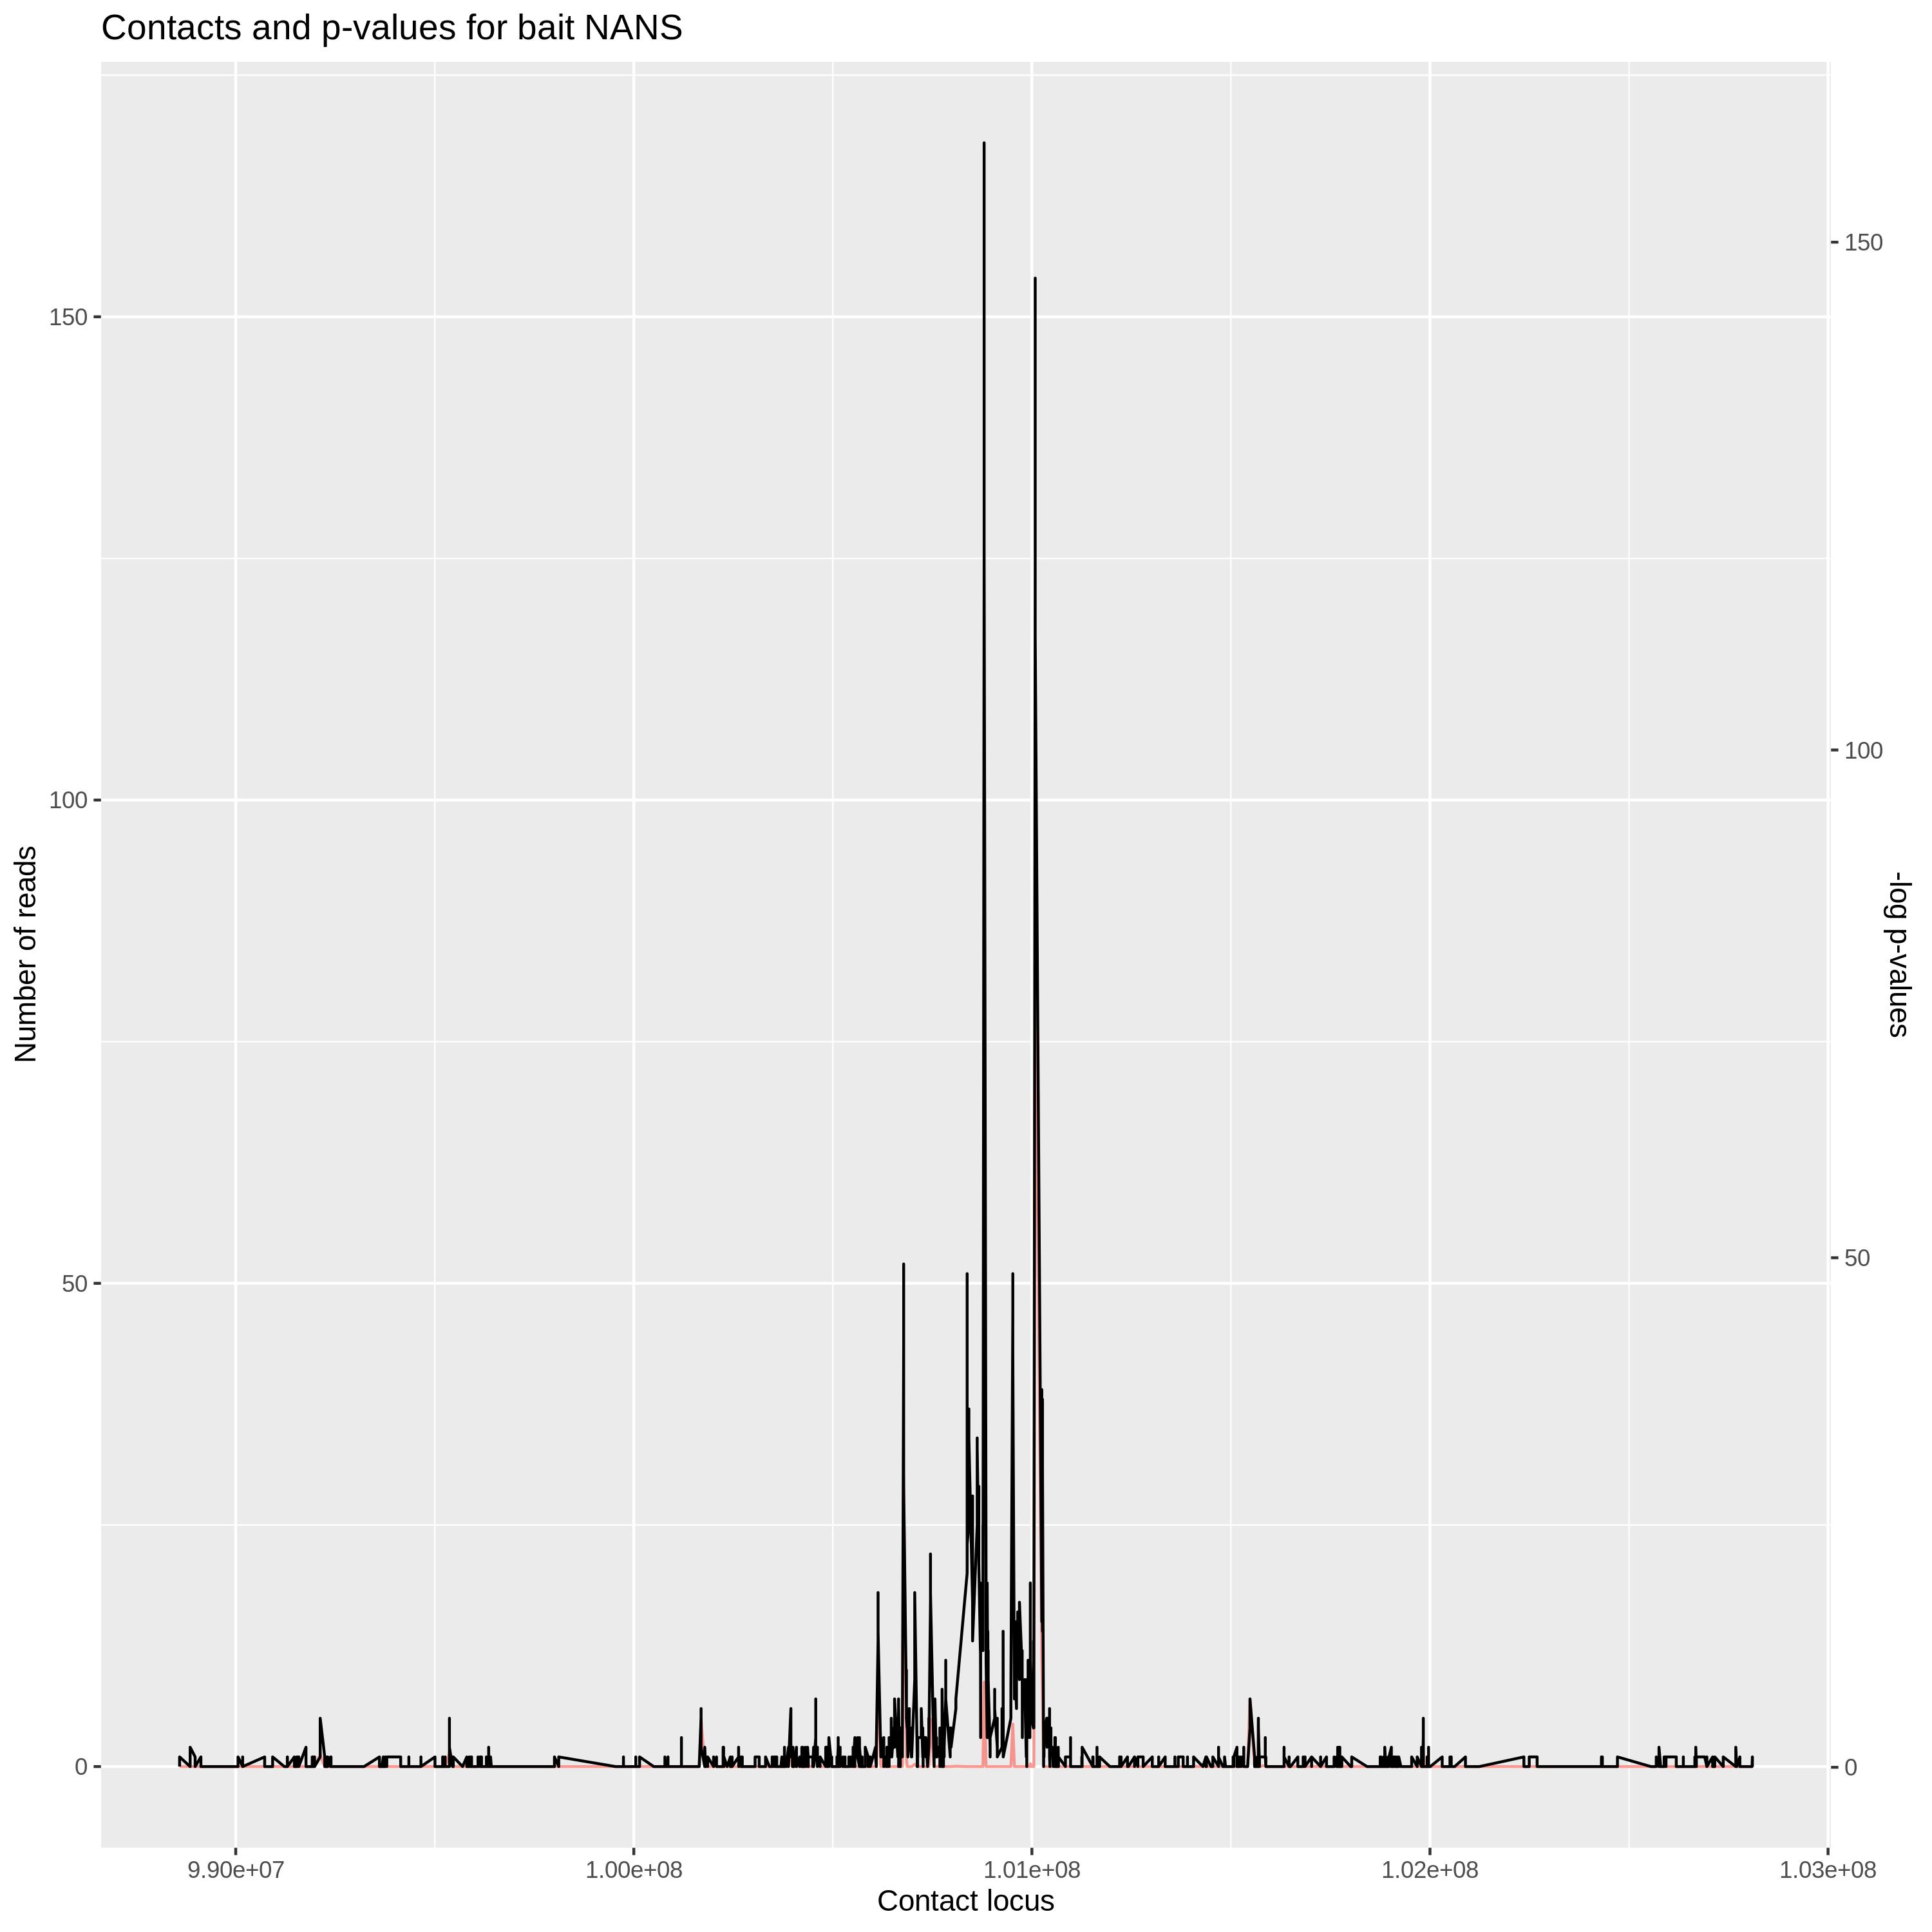 Contacts and p-values for bait NANS
150
100
50
0
Number of reads
150
100
50
0
-log p-values
9.90e+07
1.00e+08
1.01e+08
1.02e+08
1.03e+08
Contact locus